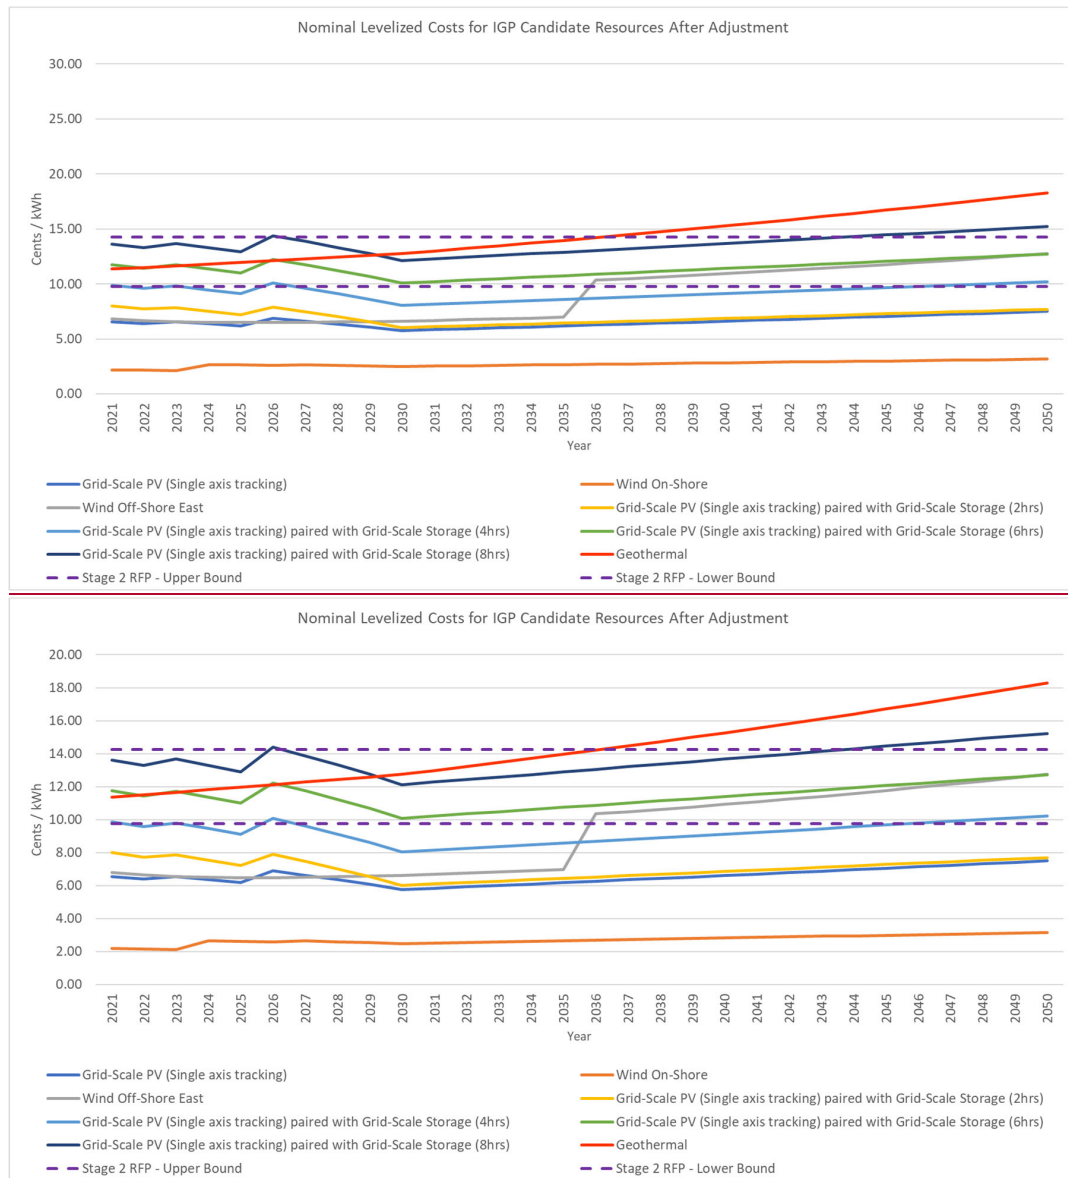 Nominal Levelized Costs for IGP Candidate Resources After Adjustment
30.00
25.00
20.00
15.00
10.00
5.00
0.00
Cents / kWh
2021 2022 2023 2024 2025 2026 2027 2028 2029 2030 2031 2032 2033 2034 2035 2036 2037 2038 2039 2040 2041 2042 2043 2044 2045 2046 2047 2048 2049 2050
Year
Grid-Scale PV (Single axis tracking)
Wind On-Shore
Wind Off-Shore East
Grid-Scale PV (Single axis tracking) paired with Grid-Scale Storage (2hrs)
Grid-Scale PV (Single axis tracking) paired with Grid-Scale Storage (4hrs)
Grid-Scale PV (Single axis tracking) paired with Grid-Scale Storage (6hrs)
Grid-Scale PV (Single axis tracking) paired with Grid-Scale Storage (8hrs)
Geothermal
Stage 2 RFP - Upper Bound
Stage 2 RFP - Lower Bound
Nominal Levelized Costs for IGP Candidate Resources After Adjustment
20.00
18.00
16.00
14.00
12.00
10.00
8.00
6.00
4.00
2.00
0.00
Cents / kWh
2021 2022 2023 2024 2025 2026 2027 2028 2029 2030 2031 2032 2033 2034 2035 2036 2037 2038 2039 2040 2041 2042 2043 2044 2045 2046 2047 2048 2049 2050
Year
Grid-Scale PV (Single axis tracking)
Wind On-Shore
Wind Off-Shore East
Grid-Scale PV (Single axis tracking) paired with Grid-Scale Storage (2hrs)
Grid-Scale PV (Single axis tracking) paired with Grid-Scale Storage (4hrs)
Grid-Scale PV (Single axis tracking) paired with Grid-Scale Storage (6hrs)
Grid-Scale PV (Single axis tracking) paired with Grid-Scale Storage (8hrs)
Geothermal
Stage 2 RFP - Upper Bound
Stage 2 RFP - Lower Bound